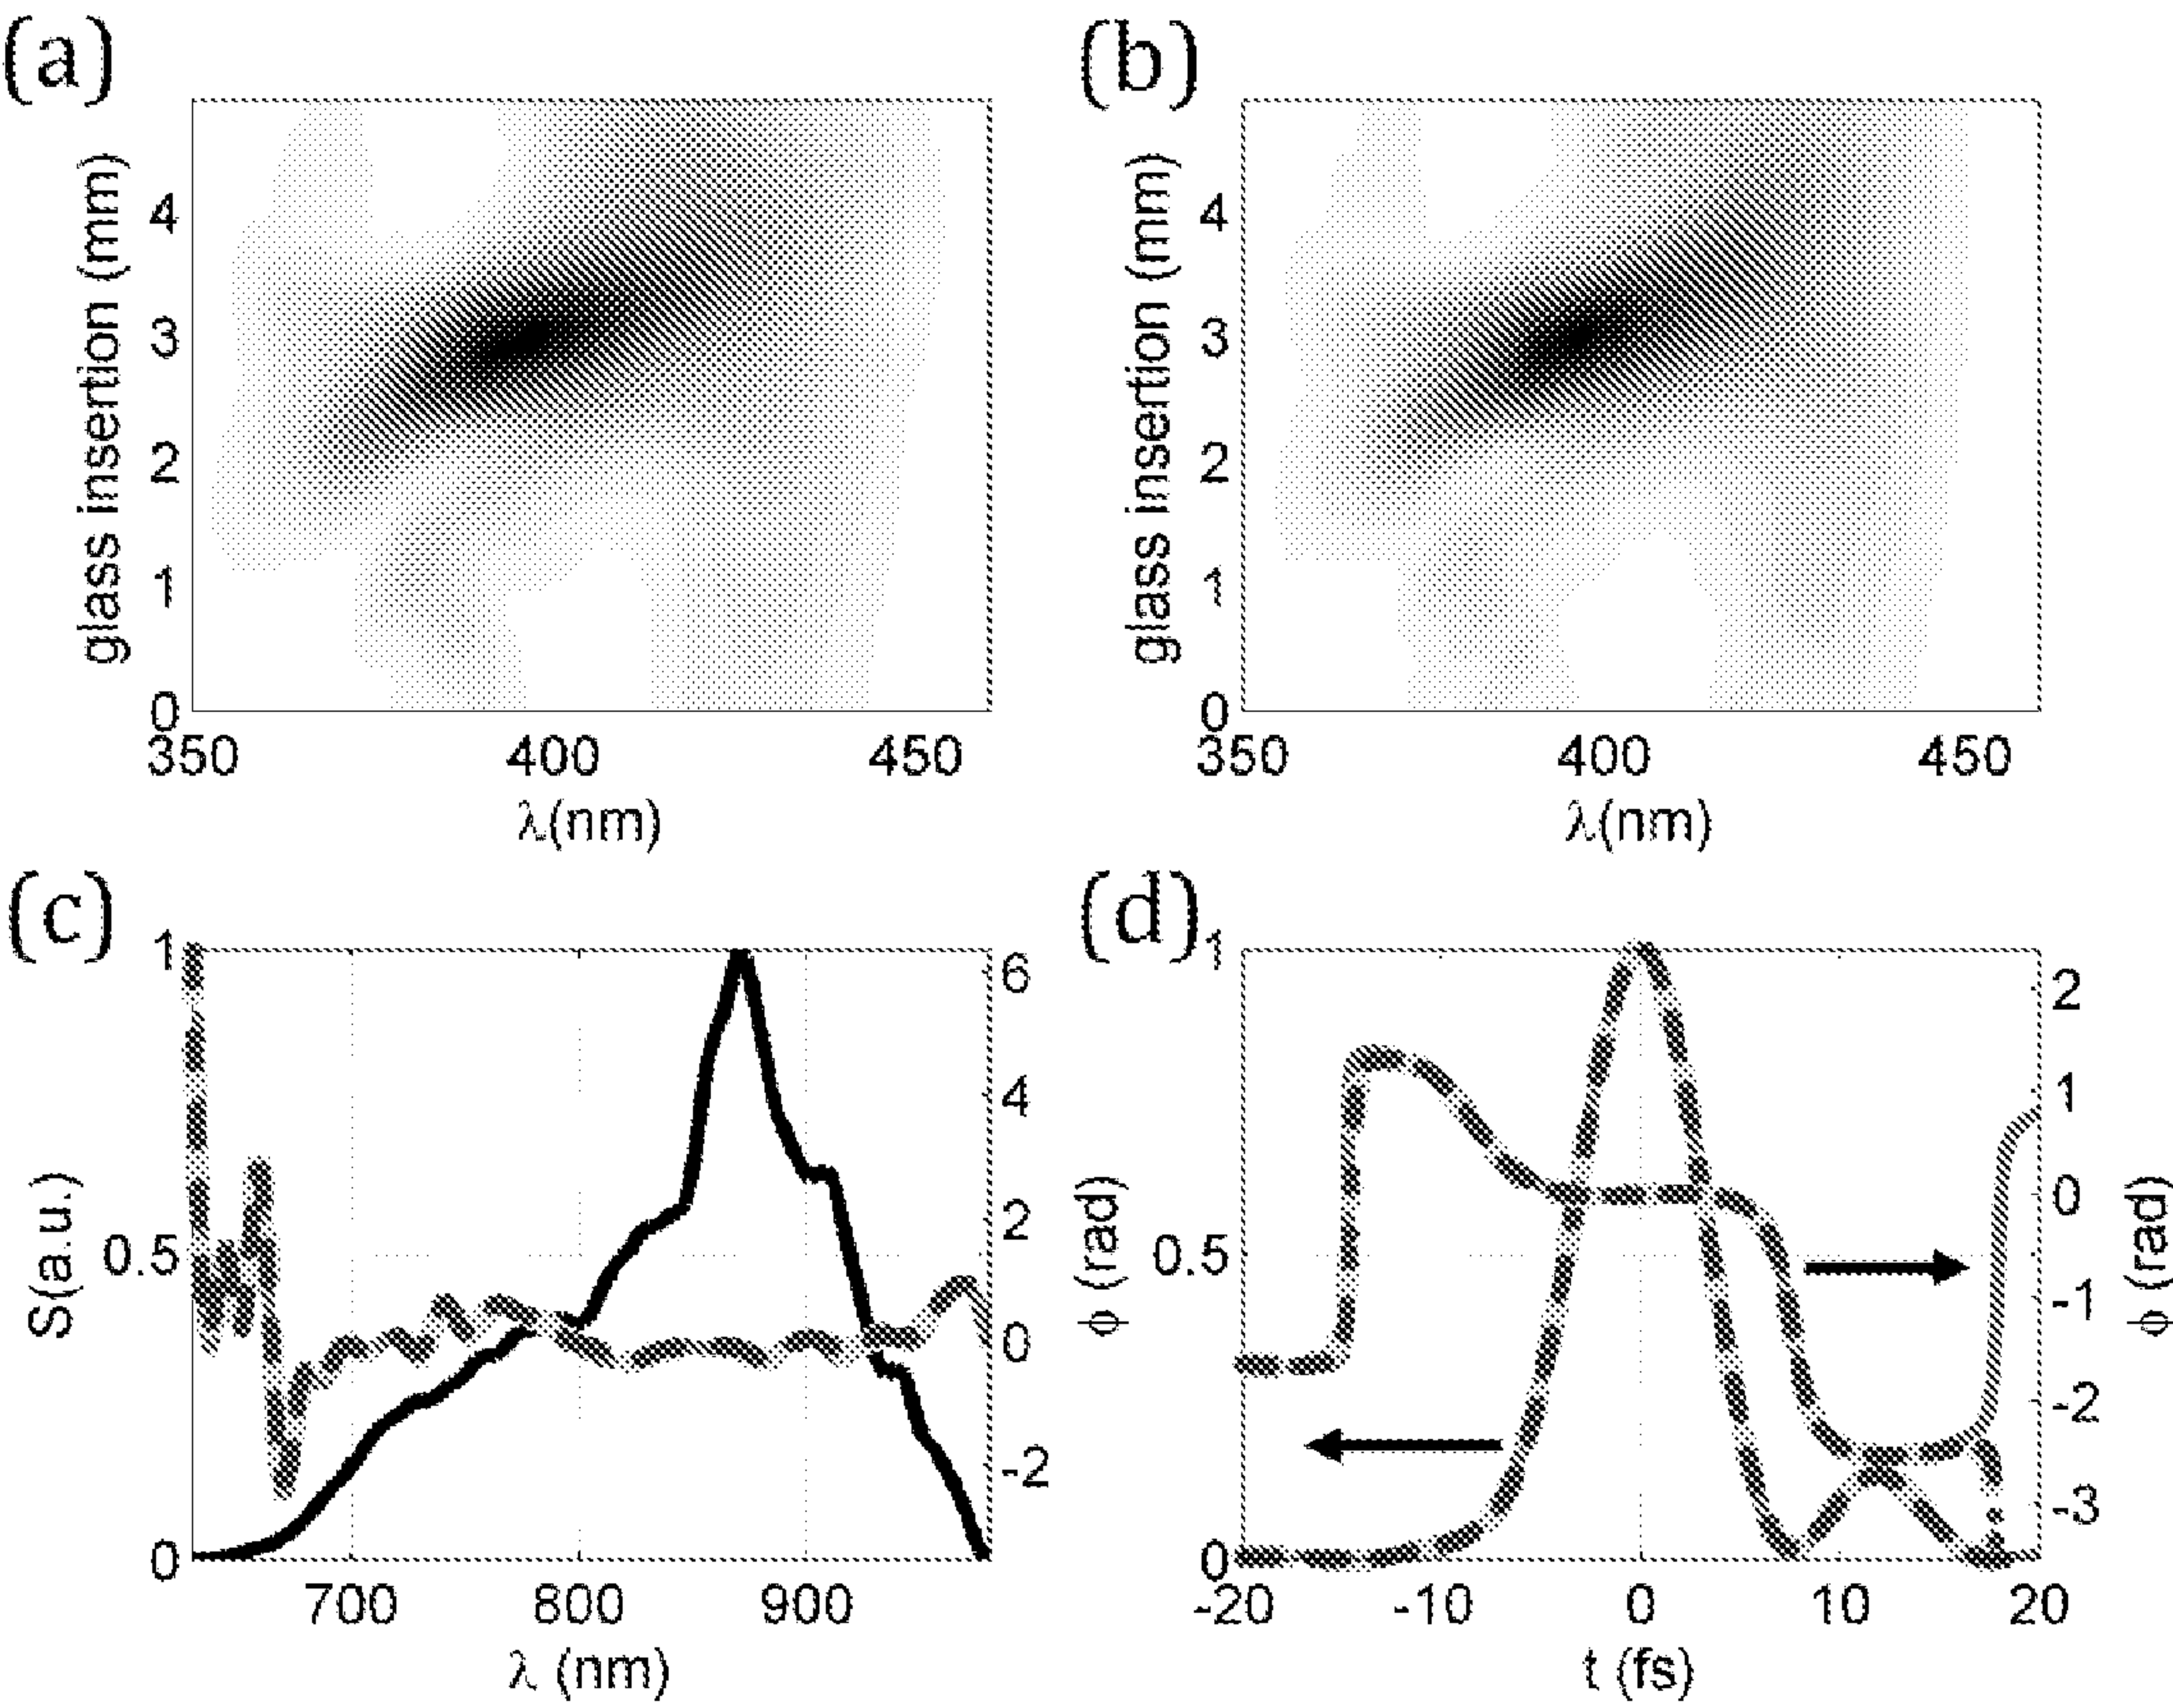 (a)
glass insertion (mm)
4
3
2
1
0
350 400 450
λ(nm)
(b)
glass insertion (mm)
4
3
2
1
0
350 400 450
λ(nm)
(c)
S(a.u.)
1
0.5
0
6
4
2
0
-2
ϕ (rad)
700 800 900
λ (nm)
(d)
1
0.5
0
2
1
0
-1
-2
-3
ϕ (rad)
-20 -10 0 10 20
t (fs)